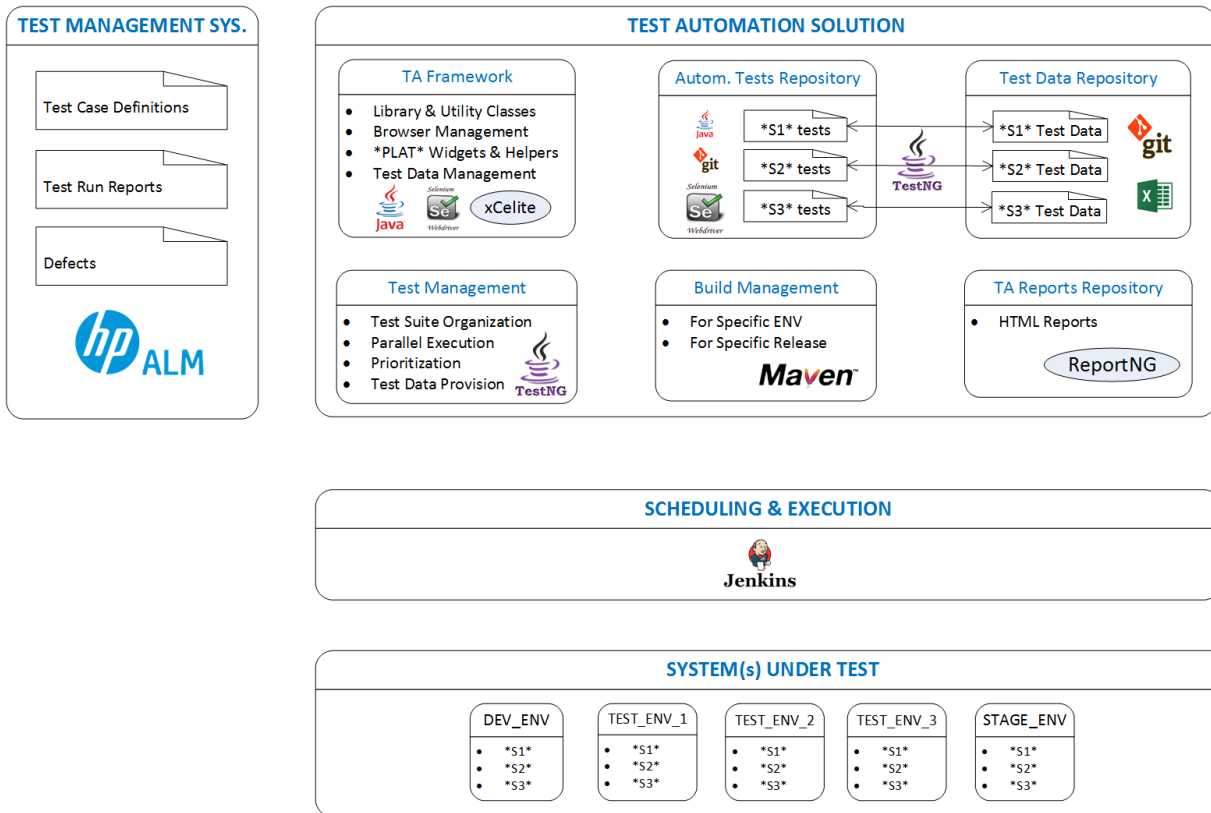 TEST MANAGEMENT SYS.
Test Case Definitions
Test Run Reports
Defects
hp ALM
TEST AUTOMATION SOLUTION
TA Framework
• Library & Utility Classes
• Browser Management
• *PLAT* Widgets & Helpers
• Test Data Management
Java
Selenium
Se
Webdriver
xCelite
Autom. Tests Repository
Java
git
Selenium
Se
Webdriver
*S1* tests
*S2* tests
*S3* tests
TestNG
Test Data Repository
*S1* Test Data
*S2* Test Data
*S3* Test Data
git
X
Test Management
• Test Suite Organization
• Parallel Execution
• Prioritization
• Test Data Provision
TestNG
Build Management
• For Specific ENV
• For Specific Release
Maven™
TA Reports Repository
• HTML Reports
ReportNG
SCHEDULING & EXECUTION
Jenkins
SYSTEM(s) UNDER TEST
DEV_ENV
• *S1*
• *S2*
• *S3*
TEST_ENV_1
• *S1*
• *S2*
• *S3*
TEST_ENV_2
• *S1*
• *S2*
• *S3*
TEST_ENV_3
• *S1*
• *S2*
• *S3*
STAGE_ENV
• *S1*
• *S2*
• *S3*